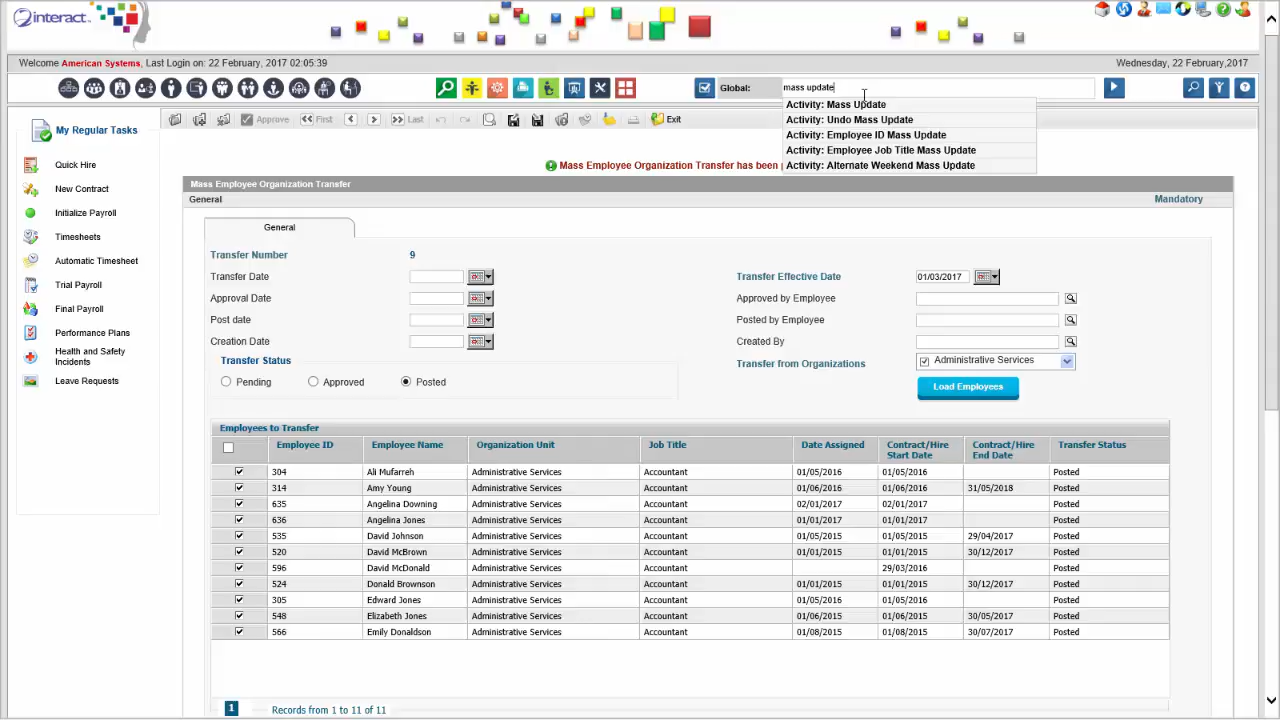 interact
Welcome American Systems, Last Login on: 22 February, 2017 02:05:39
Wednesday, 22 February,2017
Global: mass update
Activity: Mass Update
Activity: Undo Mass Update
Activity: Employee ID Mass Update
Activity: Employee Job Title Mass Update
Activity: Alternate Weekend Mass Update
My Regular Tasks
Quick Hire
New Contract
Initialize Payroll
Timesheets
Automatic Timesheet
Trial Payroll
Final Payroll
Performance Plans
Health and Safety
Incidents
Leave Requests
Approve << First < > >> Last Exit
Mass Employee Organization Transfer has been
Mass Employee Organization Transfer
General Mandatory
General
Transfer Number 9
Transfer Date Transfer Effective Date 01/03/2017
Approval Date Approved by Employee
Post date Posted by Employee
Creation Date Created By
Transfer Status Transfer from Organizations Administrative Services
Pending Approved Posted Load Employees
Employees to Transfer
Employee ID Employee Name Organization Unit Job Title Date Assigned Contract/Hire Start Date Contract/Hire End Date Transfer Status
304 Ali Mufarreh Administrative Services Accountant 01/05/2016 01/05/2016 Posted
314 Amy Young Administrative Services Accountant 01/06/2016 01/06/2016 31/05/2018 Posted
635 Angelina Downing Administrative Services Accountant 02/01/2017 02/01/2017 Posted
636 Angelina Jones Administrative Services Accountant 01/01/2017 01/01/2017 Posted
535 David Johnson Administrative Services Accountant 01/05/2015 01/05/2015 29/04/2017 Posted
520 David McBrown Administrative Services Accountant 01/01/2015 01/01/2015 30/12/2017 Posted
596 David McDonald Administrative Services Accountant 29/03/2016 Posted
524 Donald Brownson Administrative Services Accountant 01/01/2015 01/01/2015 30/12/2017 Posted
305 Edward Jones Administrative Services Accountant 01/05/2016 01/05/2016 Posted
548 Elizabeth Jones Administrative Services Accountant 01/06/2015 01/06/2015 30/05/2017 Posted
566 Emily Donaldson Administrative Services Accountant 01/08/2015 01/08/2015 30/07/2017 Posted
1 Records from 1 to 11 of 11